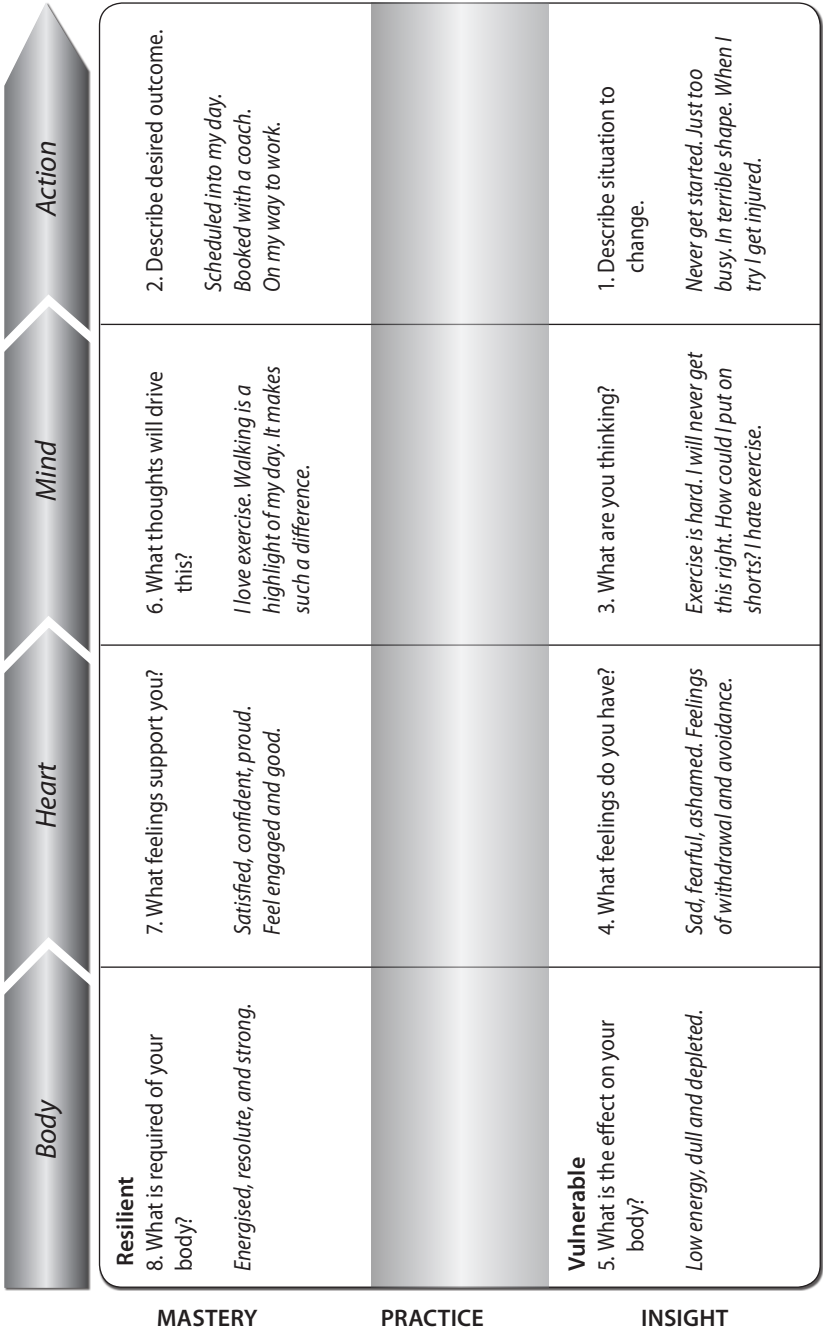 Body
Heart
Mind
Action
Resilient
8. What is required of your
body?
Energised, resolute, and strong.
7. What feelings support you?
Satisfied, confident, proud.
Feel engaged and good.
6. What thoughts will drive
this?
I love exercise. Walking is a
highlight of my day. It makes
such a difference.
2. Describe desired outcome.
Scheduled into my day.
Booked with a coach.
On my way to work.
Vulnerable
5. What is the effect on your
body?
Low energy, dull and depleted.
4. What feelings do you have?
Sad, fearful, ashamed. Feelings
of withdrawal and avoidance.
3. What are you thinking?
Exercise is hard. I will never get
this right. How could I put on
shorts? I hate exercise.
1. Describe situation to
change.
Never get started. Just too
busy. In terrible shape. When I
try I get injured.
MASTERY
PRACTICE
INSIGHT